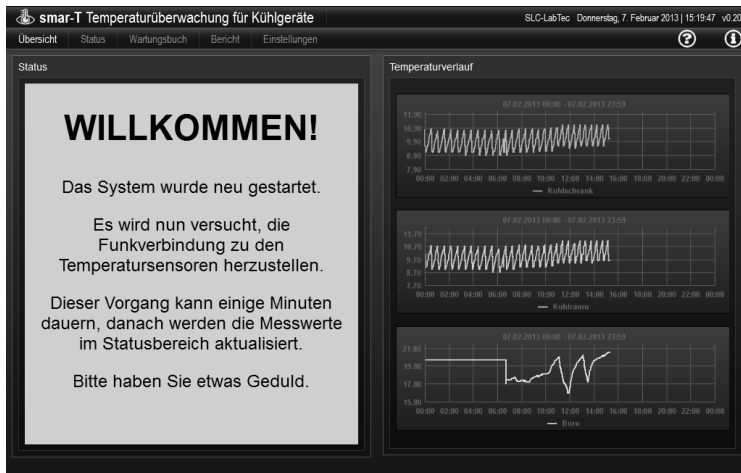 smar-T Temperaturüberwachung für Kühlgeräte
SLC-LabTec Donnerstag, 7. Februar 2013 | 15:19:47 v0.20
Übersicht Status Wartungsbuch Bericht Einstellungen
Status
WILLKOMMEN!
Das System wurde neu gestartet.
Es wird nun versucht, die
Funkverbindung zu den
Temperatursensoren herzustellen.
Dieser Vorgang kann einige Minuten
dauern, danach werden die Messwerte
im Statusbereich aktualisiert.
Bitte haben Sie etwas Geduld.
Temperaturverlauf
07.02.2013 00:00 - 07.02.2013 23:59
11.90
10.90
9.90
8.90
7.90
00:00 02:00 04:00 06:00 08:00 10:00 12:00 14:00 16:00 18:00 20:00 22:00 00:00
Kühlschrank
07.02.2013 00:00 - 07.02.2013 23:59
11.70
10.70
9.70
8.70
7.70
00:00 02:00 04:00 06:00 08:00 10:00 12:00 14:00 16:00 18:00 20:00 22:00 00:00
Kühlraum
07.02.2013 00:00 - 07.02.2013 23:59
21.80
19.80
17.80
15.80
00:00 02:00 04:00 06:00 08:00 10:00 12:00 14:00 16:00 18:00 20:00 22:00 00:00
Büro